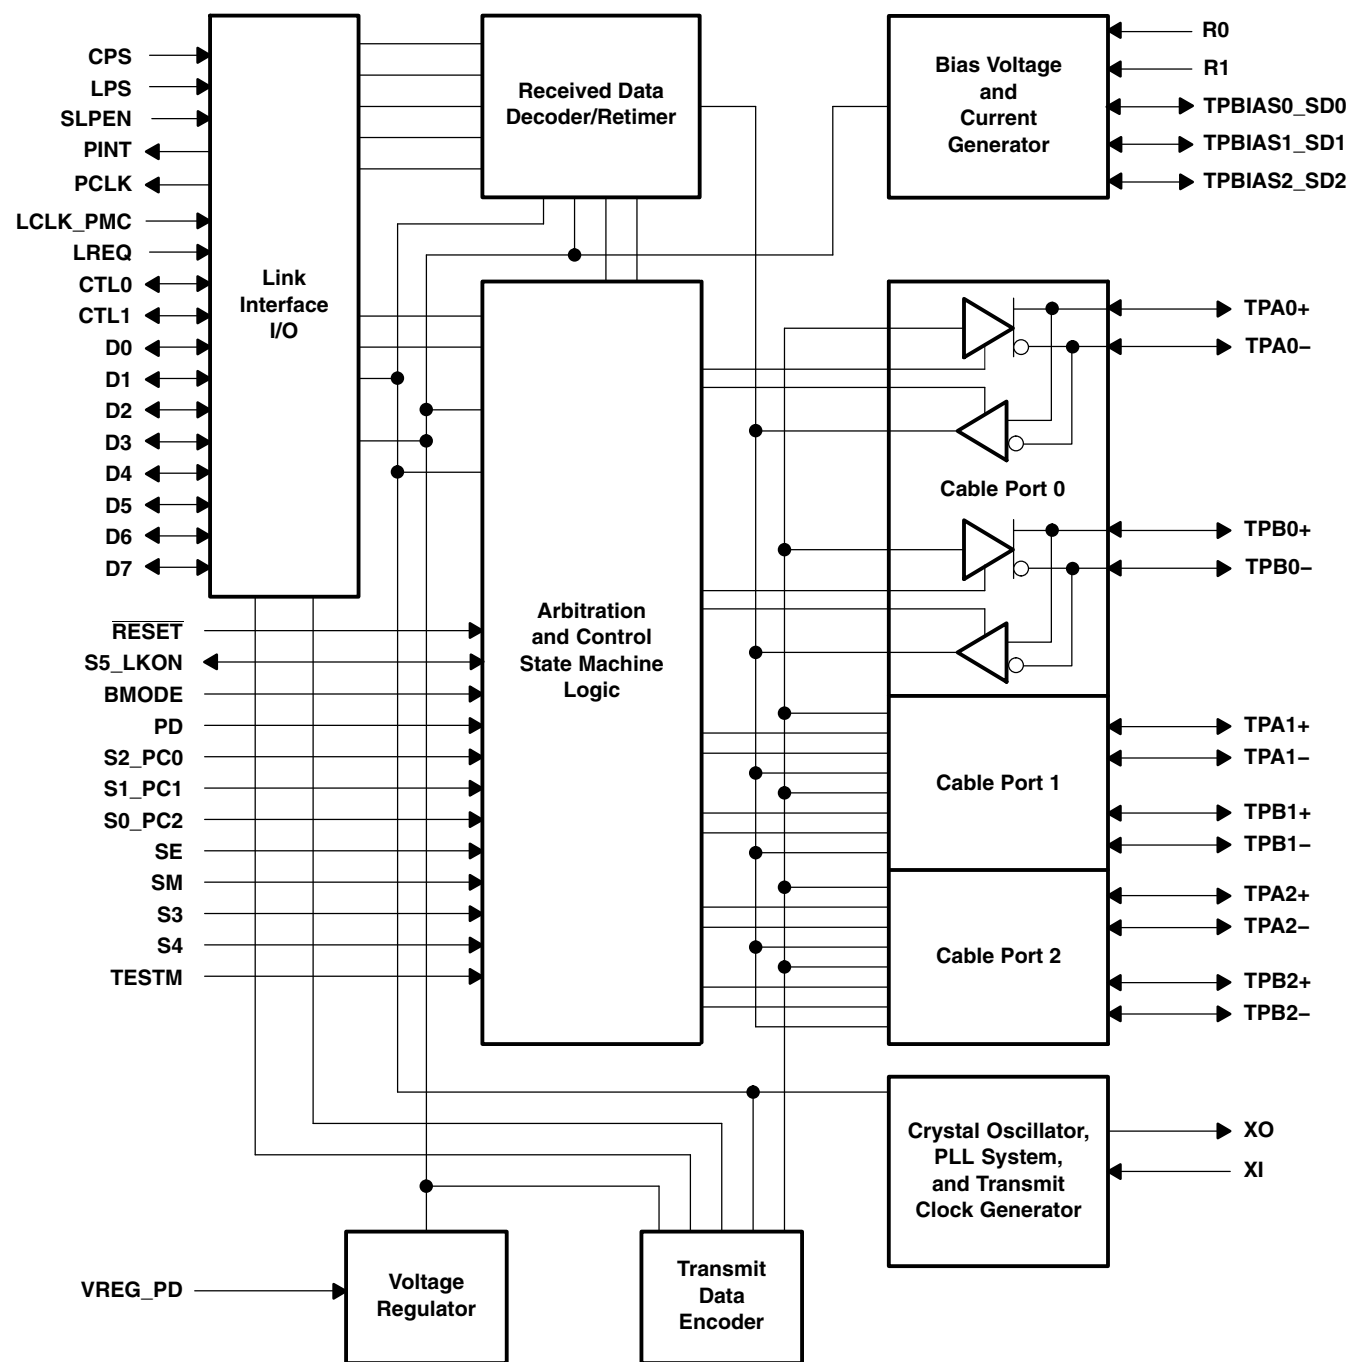 CPS
LPS
SLPEN
PINT
PCLK
LCLK_PMC
LREQ
CTL0
CTL1
D0
D1
D2
D3
D4
D5
D6
D7
Link
Interface
I/O
Received Data
Decoder/Retimer
Bias Voltage
and
Current
Generator
R0
R1
TPBIAS0_SD0
TPBIAS1_SD1
TPBIAS2_SD2
RESET
S5_LKON
BMODE
PD
S2_PC0
S1_PC1
S0_PC2
SE
SM
S3
S4
TESTM
Arbitration
and Control
State Machine
Logic
Cable Port 0
TPA0+
TPA0−
TPB0+
TPB0−
Cable Port 1
TPA1+
TPA1−
TPB1+
TPB1−
Cable Port 2
TPA2+
TPA2−
TPB2+
TPB2−
Crystal Oscillator,
PLL System,
and Transmit
Clock Generator
XO
XI
VREG_PD
Voltage
Regulator
Transmit
Data
Encoder